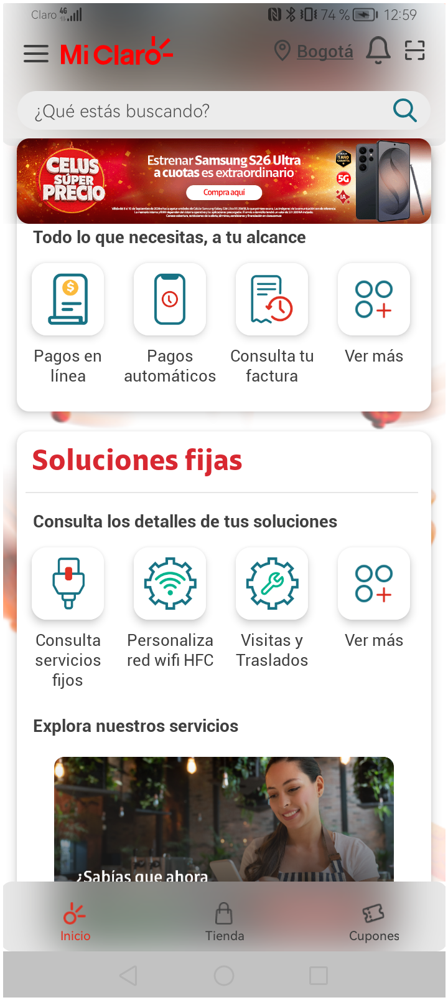 Claro 4G 74 % 12:59
Mi Claro
Bogotá
¿Qué estás buscando?
CELUS
SÚPER
PRECIO
Estrenar Samsung S26 Ultra
a cuotas es extraordinario
Compra aquí
1 AÑO
GARANTÍA
5G
IA
Todo lo que necesitas, a tu alcance
Pagos en
línea
Pagos
automáticos
Consulta tu
factura
Ver más
Soluciones fijas
Consulta los detalles de tus soluciones
Consulta
servicios
fijos
Personaliza
red wifi HFC
Visitas y
Traslados
Ver más
Explora nuestros servicios
¿Sabías que ahora
Inicio
Tienda
Cupones